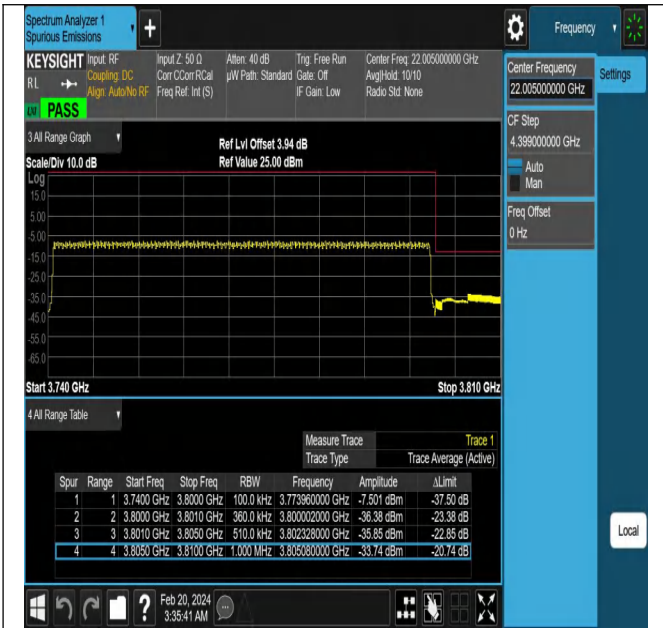 Spectrum Analyzer 1
Spurious Emissions
Frequency
KEYSIGHT Input: RF Input Z: 50 Ω Atten: 40 dB Trig: Free Run Center Freq: 22.005000000 GHz
Coupling: DC Corr CCorr RCal µW Path: Standard Gate: Off Avg|Hold: 10/10
RL Align: Auto/No RF Freq Ref: Int (S) IF Gain: Low Radio Std: None
PASS
Center Frequency
22.005000000 GHz
Settings
CF Step
4.399000000 GHz
Auto
Man
Freq Offset
0 Hz
3 All Range Graph
Ref Lvl Offset 3.94 dB
Scale/Div 10.0 dB Ref Value 25.00 dBm
Log
15.0
5.00
-5.00
-15.0
-25.0
-35.0
-45.0
-55.0
-65.0
Start 3.740 GHz Stop 3.810 GHz
4 All Range Table
Measure Trace Trace 1
Trace Type Trace Average (Active)
Spur Range Start Freq Stop Freq RBW Frequency Amplitude ΔLimit
1 1 3.7400 GHz 3.8000 GHz 100.0 kHz 3.773960000 GHz -7.501 dBm -37.50 dB
2 2 3.8000 GHz 3.8010 GHz 360.0 kHz 3.800002000 GHz -36.38 dBm -23.38 dB
3 3 3.8010 GHz 3.8050 GHz 510.0 kHz 3.802328000 GHz -35.85 dBm -22.85 dB
4 4 3.8050 GHz 3.8100 GHz 1.000 MHz 3.805080000 GHz -33.74 dBm -20.74 dB
Local
Feb 20, 2024
3:35:41 AM